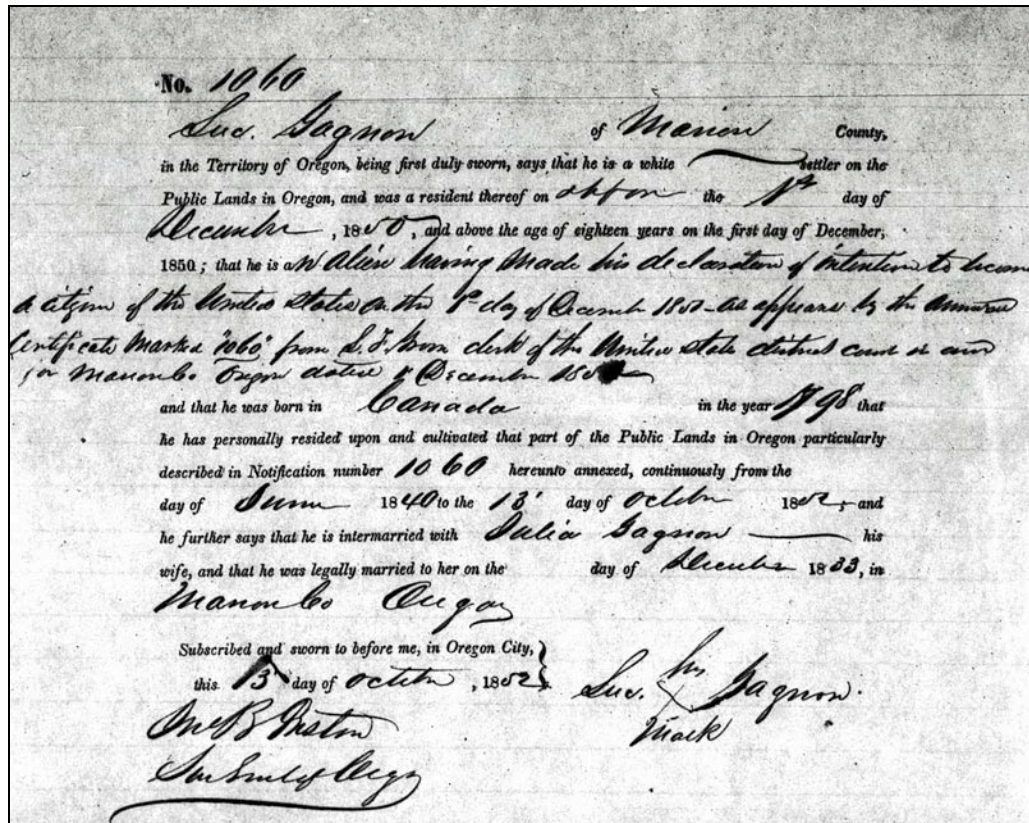 No. 1060
Luc. Gagnon of Marion County,
in the Territory of Oregon, being first duly sworn, says that he is a white settler on the
Public Lands in Oregon, and was a resident thereof on the 1st day of
December, 1850, and above the age of eighteen years on the first day of December,
1850; that he is an Alien having Made his declaration of intention to become
a citizen of the United States on the day of December as appears by the annexed
Certificate Marked "1060" from clerk of the United State district court in and
for Marion Co Oregon dated December
and that he was born in Canada in the year 1798 that
he has personally resided upon and cultivated that part of the Public Lands in Oregon particularly
described in Notification number 1060 hereunto annexed, continuously from the
day of 1840 to the 13 day of octobr 1852, and
he further says that he is intermarried with Julia Gagnon his
wife, and that he was legally married to her on the day of December 1833, in
Marion Co Oregon
Subscribed and sworn to before me, in Oregon City,
this 13 day of octobr, 1852
Luc. his Gagnon.
Mark